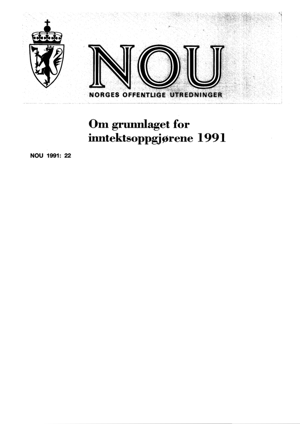 NOU
NORGES OFFENTLIGE UTREDNINGER
Om grunnlaget for
inntektsoppgjørene 1991
NOU 1991: 22